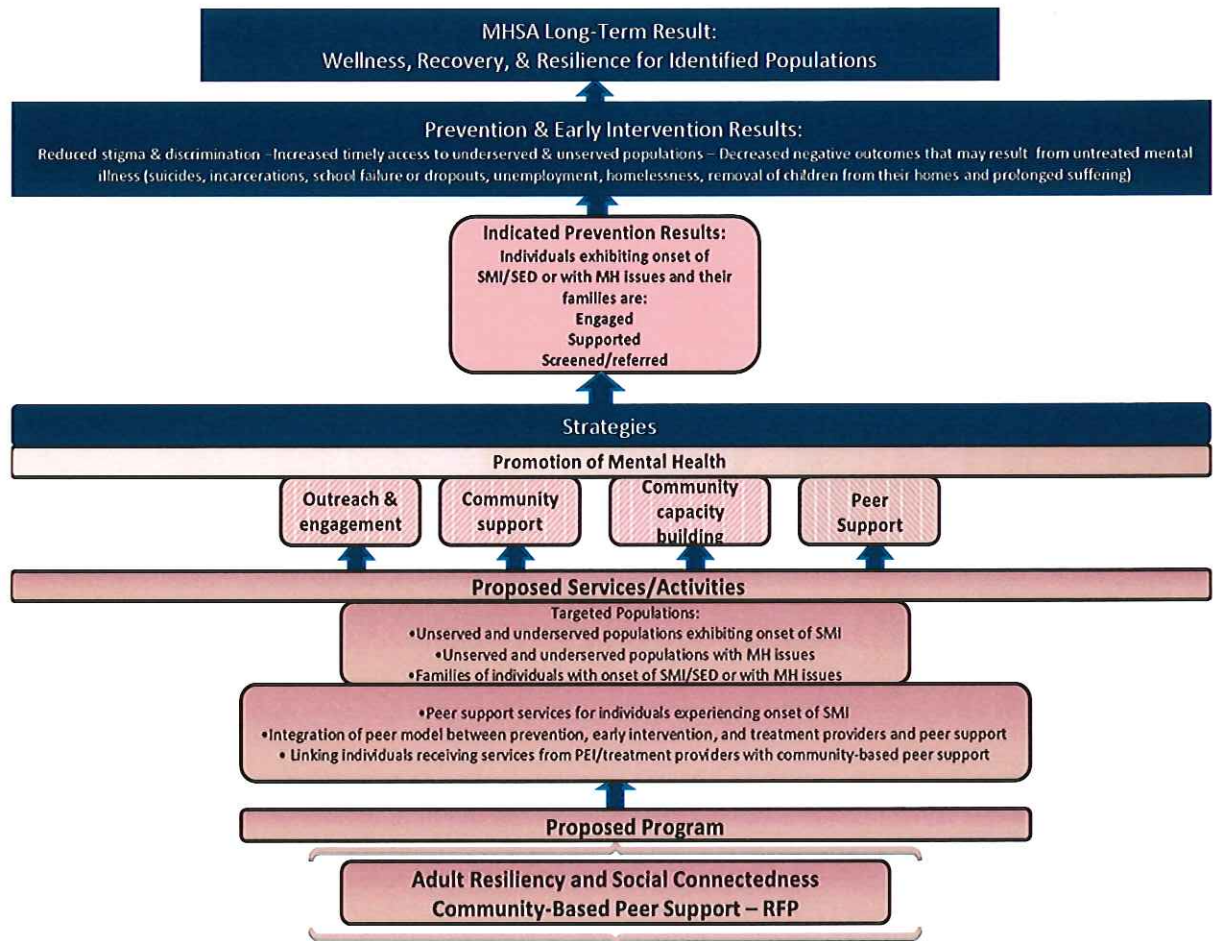 MHSA Long-Term Result:
Wellness, Recovery, & Resilience for Identified Populations
Prevention & Early Intervention Results:
Reduced stigma & discrimination –Increased timely access to underserved & unserved populations – Decreased negative outcomes that may result from untreated mental
illness (suicides, incarcerations, school failure or dropouts, unemployment, homelessness, removal of children from their homes and prolonged suffering)
Indicated Prevention Results:
Individuals exhibiting onset of
SMI/SED or with MH issues and their
families are:
Engaged
Supported
Screened/referred
Strategies
Promotion of Mental Health
Outreach &
engagement
Community
support
Community
capacity
building
Peer
Support
Proposed Services/Activities
Targeted Populations:
•Unserved and underserved populations exhibiting onset of SMI
•Unserved and underserved populations with MH issues
•Families of individuals with onset of SMI/SED or with MH issues
•Peer support services for individuals experiencing onset of SMI
•Integration of peer model between prevention, early intervention, and treatment providers and peer support
• Linking individuals receiving services from PEI/treatment providers with community-based peer support
Proposed Program
Adult Resiliency and Social Connectedness
Community-Based Peer Support – RFP